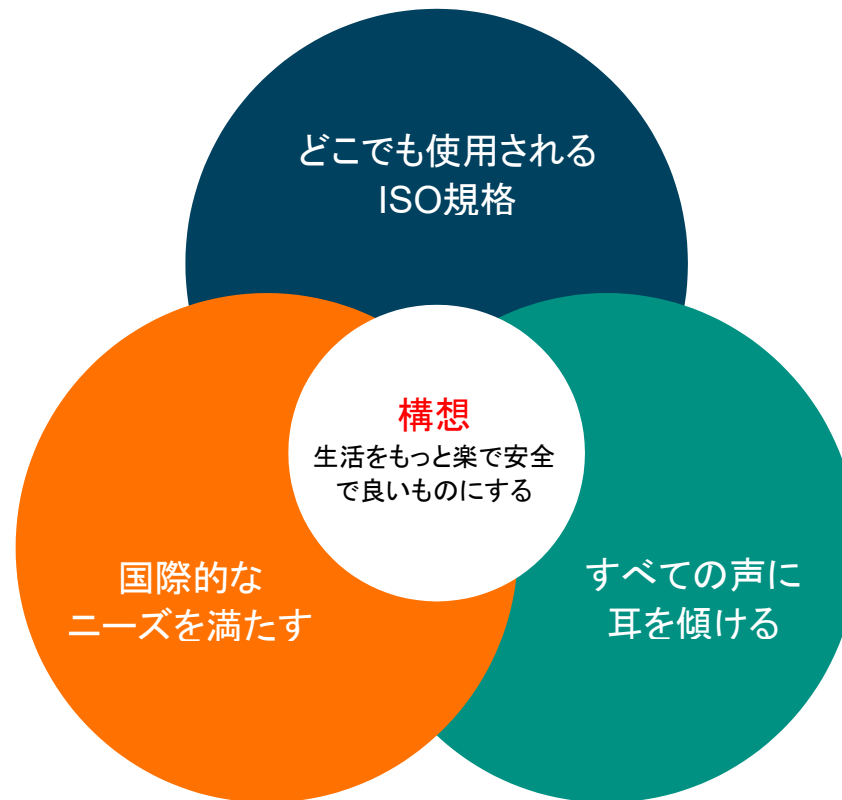 どこでも使用される
ISO規格
構想
生活をもっと楽で安全
で良いものにする
国際的な
ニーズを満たす
すべての声に
耳を傾ける